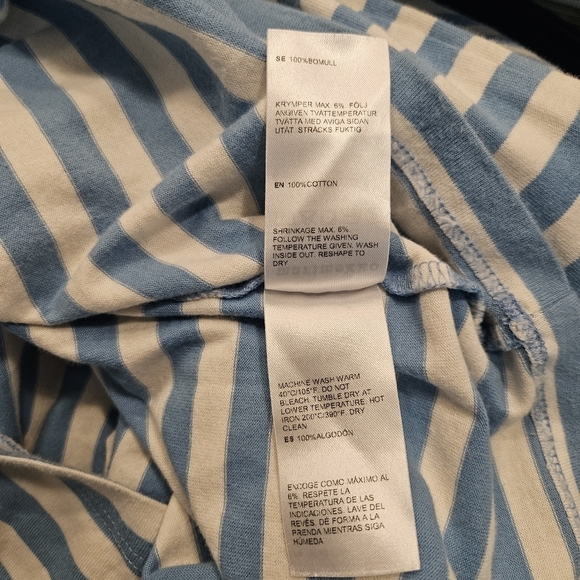 SE 100%BOMULL
KRYMPER MAX. 6%. FÖLJ
ANGIVEN TVÄTTEMPERATUR
TVÄTTA MED AVIGA SIDAN
UTÅT. STRÄCKS FUKTIG
EN 100%COTTON
SHRINKAGE MAX. 6%
FOLLOW THE WASHING
TEMPERATURE GIVEN. WASH
INSIDE OUT. RESHAPE TO
DRY
MACHINE WASH WARM
40°C/105°F. DO NOT
BLEACH. TUMBLE DRY AT
LOWER TEMPERATURE. HOT
IRON 200°C/390°F. DRY
CLEAN
ES 100%ALGODÓN
ENCOGE COMO MÁXIMO AL
6%. RESPETE LA
TEMPERATURA DE LAS
INDICACIONES. LAVE DEL
REVÉS. DE FORMA A LA
PRENDA MIENTRAS SIGA
HÚMEDA